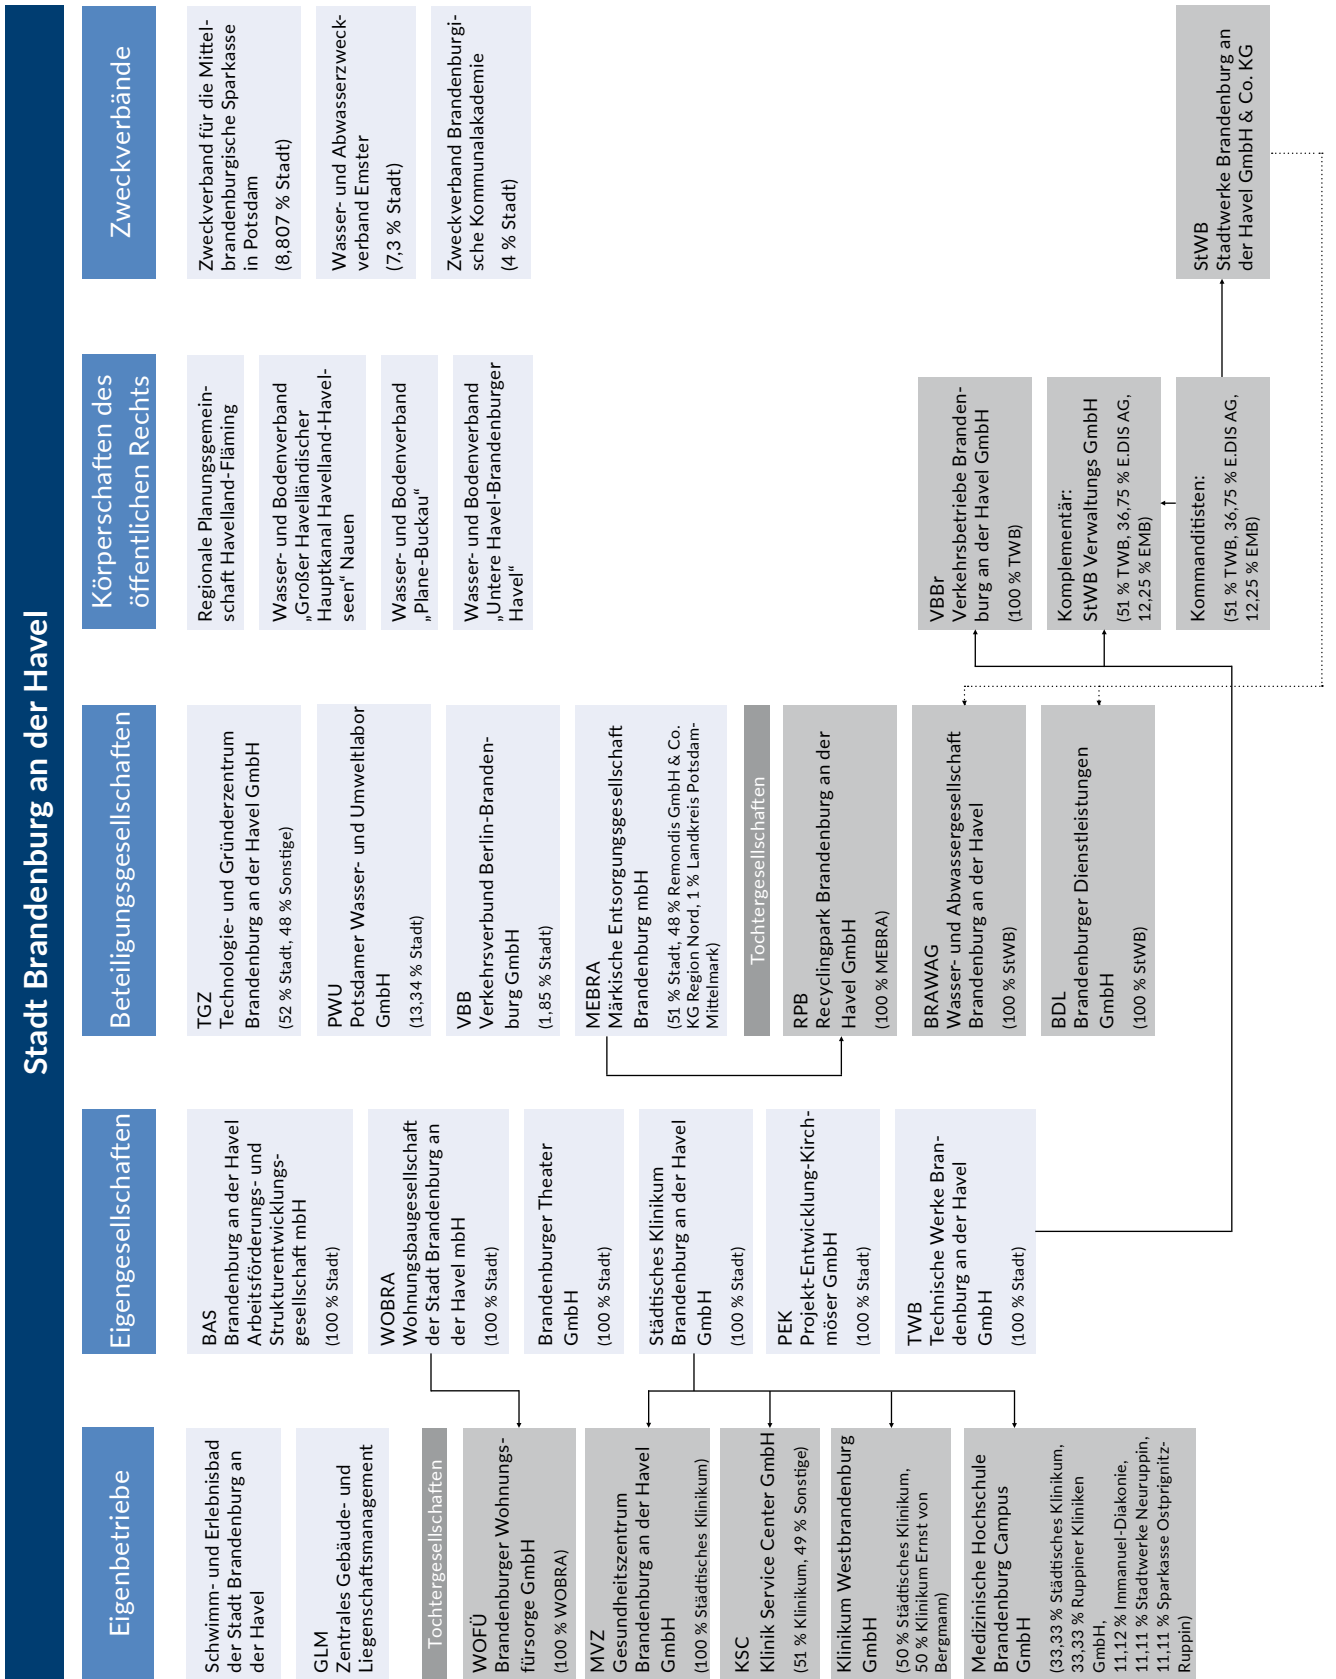 Stadt Brandenburg an der Havel
Eigenbetriebe
Schwimm- und Erlebnisbad
der Stadt Brandenburg an
der Havel
GLM
Zentrales Gebäude- und
Liegenschaftsmanagement
Tochtergesellschaften
WOFÜ
Brandenburger Wohnungs-
fürsorge GmbH
(100 % WOBRA)
MVZ
Gesundheitszentrum
Brandenburg an der Havel
GmbH
(100 % Städtisches Klinikum)
KSC
Klinik Service Center GmbH
(51 % Klinikum, 49 % Sonstige)
Klinikum Westbrandenburg
GmbH
(50 % Städtisches Klinikum,
50 % Klinikum Ernst von
Bergmann)
Medizinische Hochschule
Brandenburg Campus
GmbH
(33,33 % Städtisches Klinikum,
33,33 % Ruppiner Kliniken
GmbH,
11,12 % Immanuel-Diakonie,
11,11 % Stadtwerke Neuruppin,
11,11 % Sparkasse Ostprignitz-
Ruppin)
Eigengesellschaften
BAS
Brandenburg an der Havel
Arbeitsförderungs- und
Strukturentwicklungs-
gesellschaft mbH
(100 % Stadt)
WOBRA
Wohnungsbaugesellschaft
der Stadt Brandenburg an
der Havel mbH
(100 % Stadt)
Brandenburger Theater
GmbH
(100 % Stadt)
Städtisches Klinikum
Brandenburg an der Havel
GmbH
(100 % Stadt)
PEK
Projekt-Entwicklung-Kirch-
möser GmbH
(100 % Stadt)
TWB
Technische Werke Bran-
denburg an der Havel
GmbH
(100 % Stadt)
Beteiligungsgesellschaften
TGZ
Technologie- und Gründerzentrum
Brandenburg an der Havel GmbH
(52 % Stadt, 48 % Sonstige)
PWU
Potsdamer Wasser- und Umweltlabor
GmbH
(13,34 % Stadt)
VBB
Verkehrsverbund Berlin-Branden-
burg GmbH
(1,85 % Stadt)
MEBRA
Märkische Entsorgungsgesellschaft
Brandenburg mbH
(51 % Stadt, 48 % Remondis GmbH & Co.
KG Region Nord, 1 % Landkreis Potsdam-
Mittelmark)
Tochtergesellschaften
RPB
Recyclingpark Brandenburg an der
Havel GmbH
(100 % MEBRA)
BRAWAG
Wasser- und Abwassergesellschaft
Brandenburg an der Havel
(100 % StWB)
BDL
Brandenburger Dienstleistungen
GmbH
(100 % StWB)
Körperschaften des
öffentlichen Rechts
Regionale Planungsgemein-
schaft Havelland-Fläming
Wasser- und Bodenverband
„Großer Havelländischer
Hauptkanal Havelland-Havel-
seen“ Nauen
Wasser- und Bodenverband
„Plane-Buckau“
Wasser- und Bodenverband
„Untere Havel-Brandenburger
Havel“
VBBr
Verkehrsbetriebe Branden-
burg an der Havel GmbH
(100 % TWB)
Komplementär:
StWB Verwaltungs GmbH
(51 % TWB, 36,75 % E.DIS AG,
12,25 % EMB)
Kommanditisten:
(51 % TWB, 36,75 % E.DIS AG,
12,25 % EMB)
Zweckverbände
Zweckverband für die Mittel-
brandenburgische Sparkasse
in Potsdam
(8,807 % Stadt)
Wasser- und Abwasserzweck-
verband Emster
(7,3 % Stadt)
Zweckverband Brandenburgi-
sche Kommunalakademie
(4 % Stadt)
StWB
Stadtwerke Brandenburg an
der Havel GmbH & Co. KG